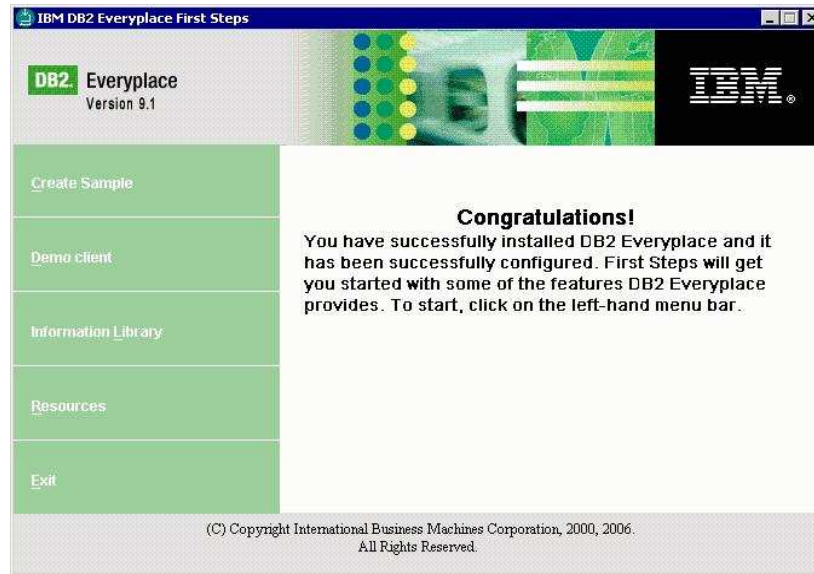 IBM DB2 Everyplace First Steps
DB2. Everyplace
Version 9.1
IBM®
Create Sample
Demo client
Information Library
Resources
Exit
Congratulations!
You have successfully installed DB2 Everyplace and it
has been successfully configured. First Steps will get
you started with some of the features DB2 Everyplace
provides. To start, click on the left-hand menu bar.
(C) Copyright International Business Machines Corporation, 2000, 2006.
All Rights Reserved.